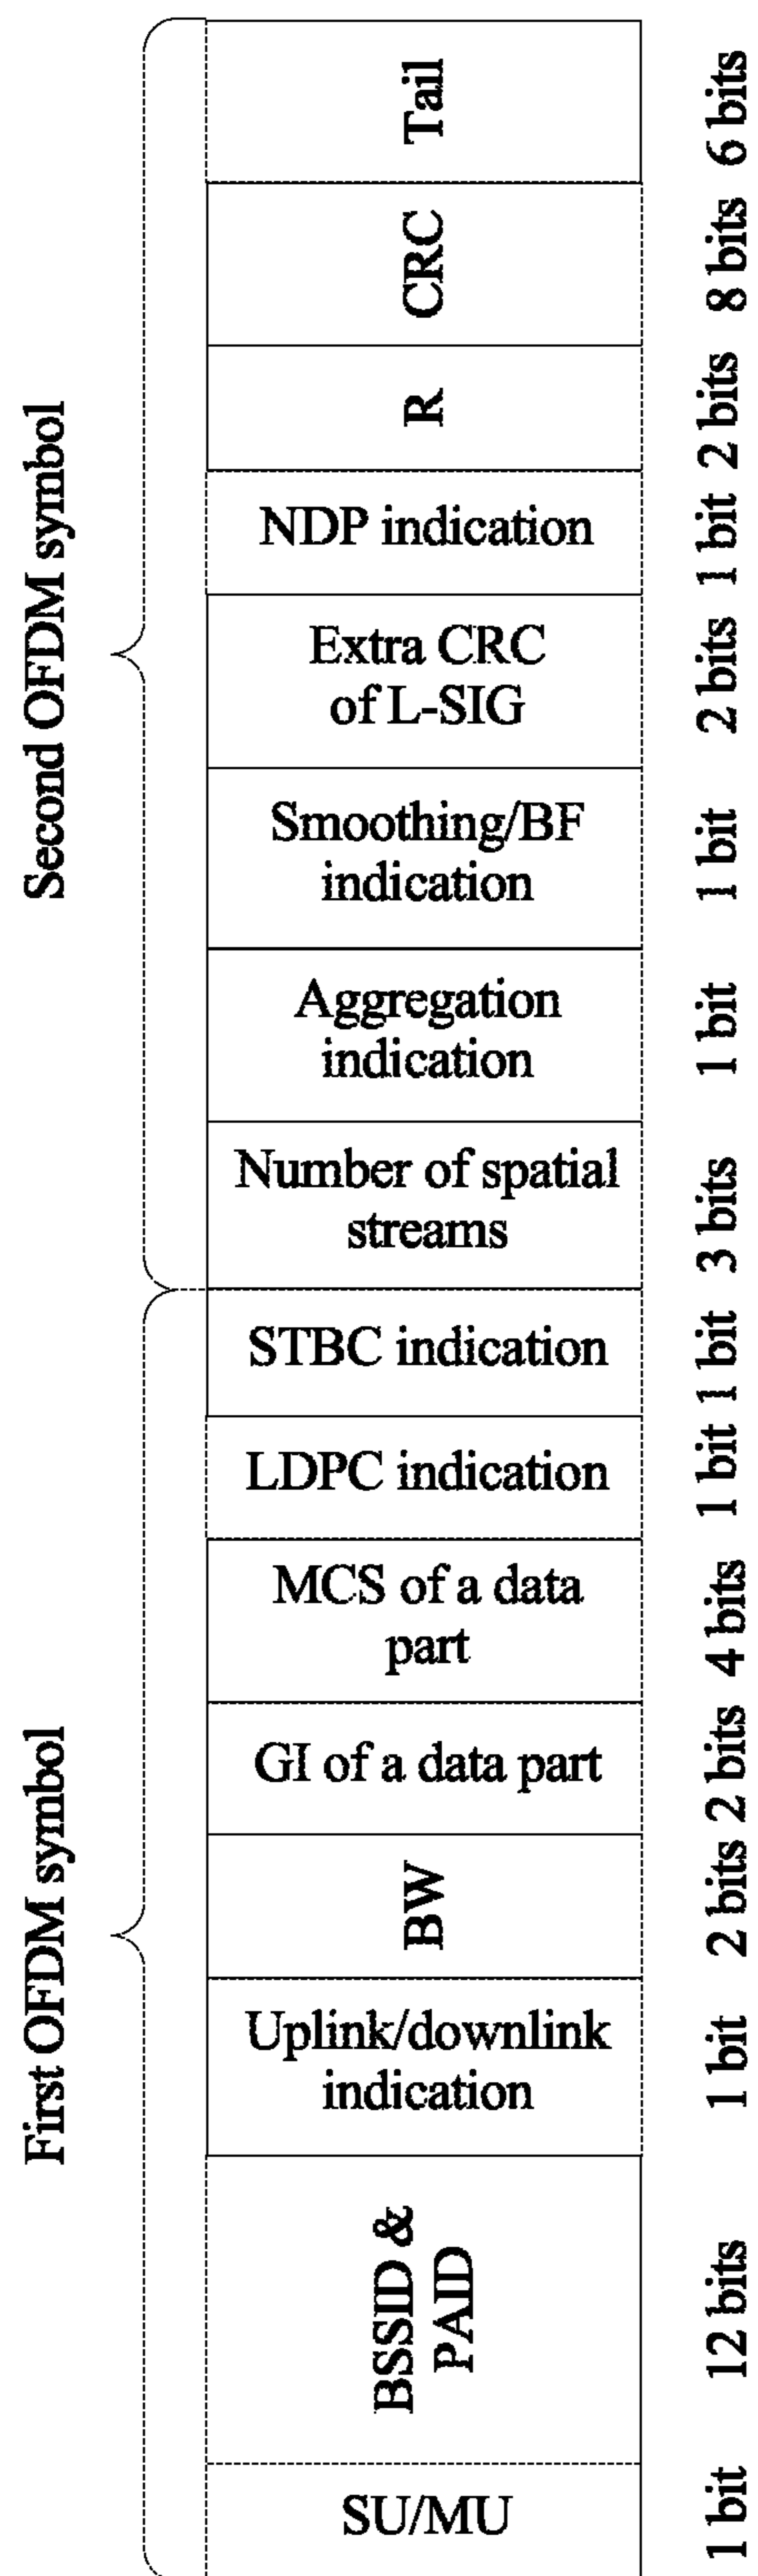 Second OFDM symbol
Tail
6 bits
CRC
8 bits
R
2 bits
NDP indication
1 bit
Extra CRC
of L-SIG
2 bits
Smoothing/BF
indication
1 bit
Aggregation
indication
1 bit
Number of spatial
streams
3 bits
First OFDM symbol
STBC indication
1 bit
LDPC indication
1 bit
MCS of a data
part
4 bits
GI of a data part
2 bits
BW
2 bits
Uplink/downlink
indication
1 bit
BSSID &
PAID
12 bits
SU/MU
1 bit